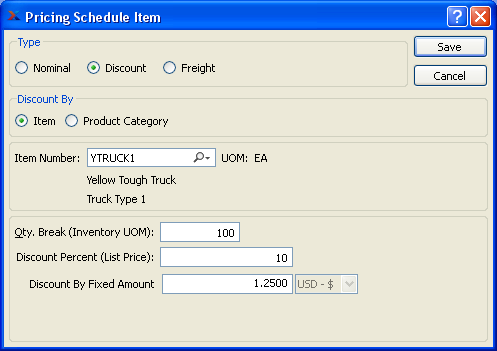 Pricing Schedule Item
Type
Nominal Discount Freight
Save
Cancel
Discount By
Item Product Category
Item Number: YTRUCK1 UOM: EA
Yellow Tough Truck
Truck Type 1
Qty. Break (Inventory UOM): 100
Discount Percent (List Price): 10
Discount By Fixed Amount 1.2500 USD - $